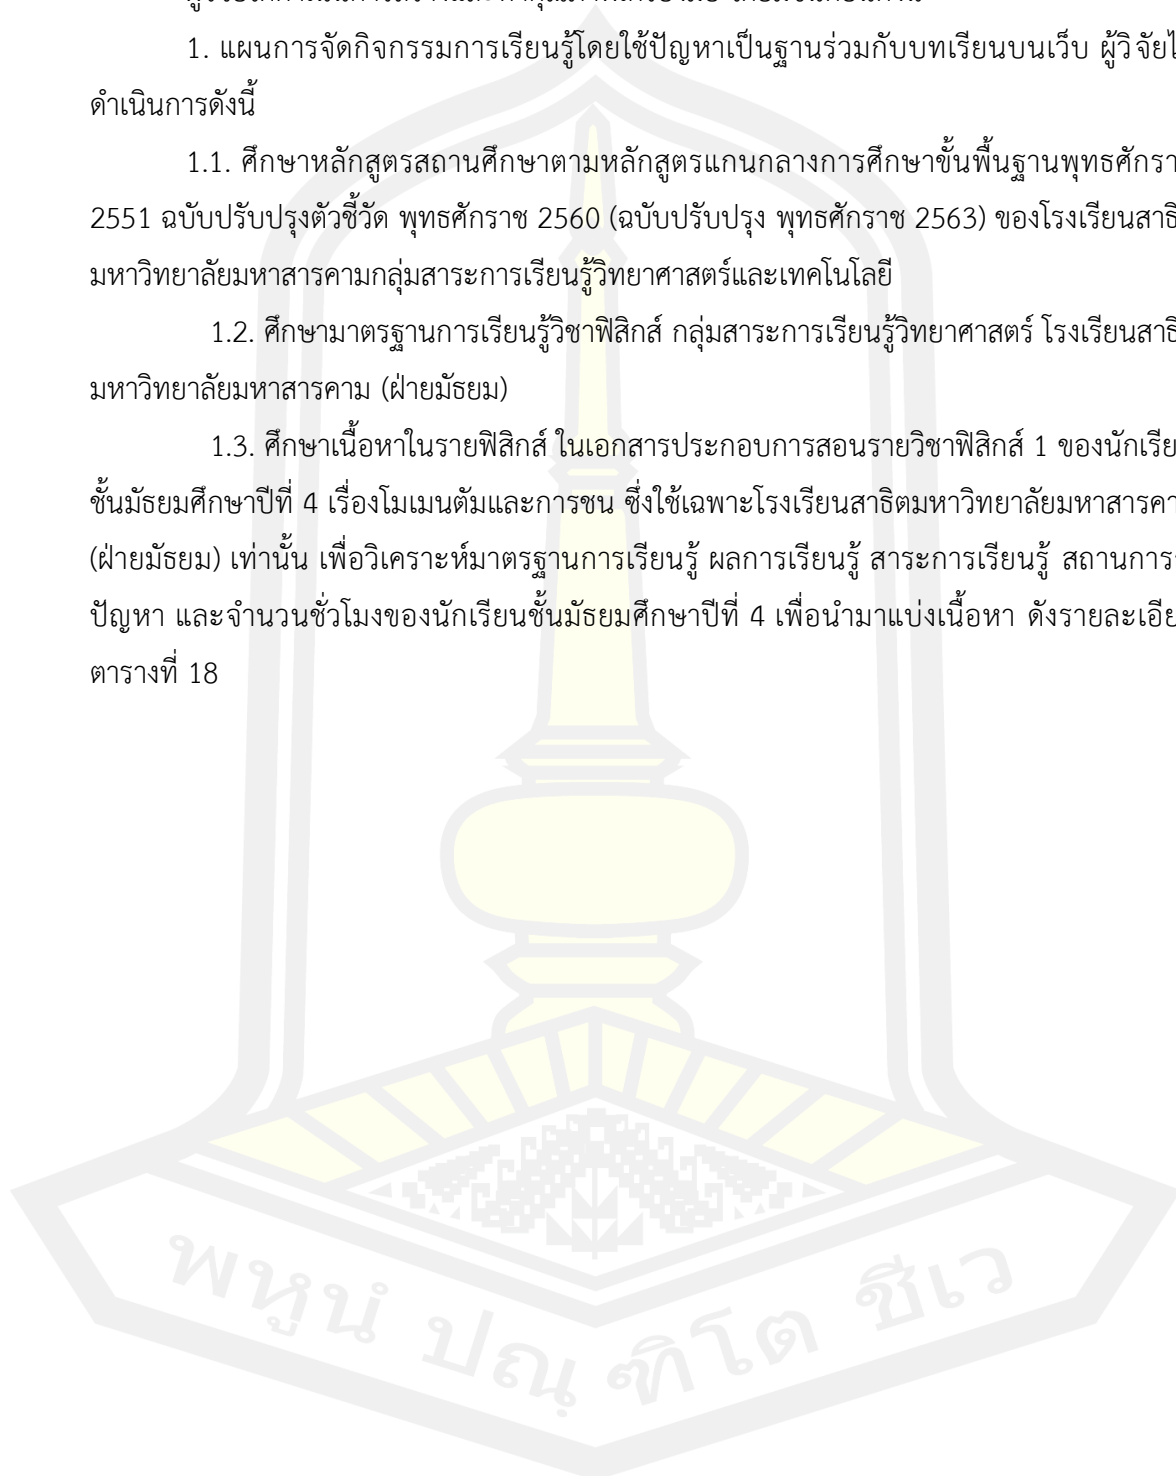 1. แผนการจัดกิจกรรมการเรียนรู้โดยใช้ปัญหาเป็นฐานร่วมกับบทเรียนบนเว็บ ผู้วิจัยไ
ดำเนินการดังนี้
1.1. ศึกษาหลักสูตรสถานศึกษาตามหลักสูตรแกนกลางการศึกษาขั้นพื้นฐานพุทธศักรา
2551 ฉบับปรับปรุงตัวชี้วัด พุทธศักราช 2560 (ฉบับปรับปรุง พุทธศักราช 2563) ของโรงเรียนสาธิ
มหาวิทยาลัยมหาสารคามกลุ่มสาระการเรียนรู้วิทยาศาสตร์และเทคโนโลยี
1.2. ศึกษามาตรฐานการเรียนรู้วิชาฟิสิกส์ กลุ่มสาระการเรียนรู้วิทยาศาสตร์ โรงเรียนสาธิ
มหาวิทยาลัยมหาสารคาม (ฝ่ายมัธยม)
1.3. ศึกษาเนื้อหาในรายฟิสิกส์ ในเอกสารประกอบการสอนรายวิชาฟิสิกส์ 1 ของนักเรีย
ชั้นมัธยมศึกษาปีที่ 4 เรื่องโมเมนตัมและการชน ซึ่งใช้เฉพาะโรงเรียนสาธิตมหาวิทยาลัยมหาสารคา
(ฝ่ายมัธยม) เท่านั้น เพื่อวิเคราะห์มาตรฐานการเรียนรู้ ผลการเรียนรู้ สาระการเรียนรู้ สถานการ
ปัญหา และจำนวนชั่วโมงของนักเรียนชั้นมัธยมศึกษาปีที่ 4 เพื่อนำมาแบ่งเนื้อหา ดังรายละเอีย
ตารางที่ 18
พหูนํ ปณฺ ฑิโต ชีเว